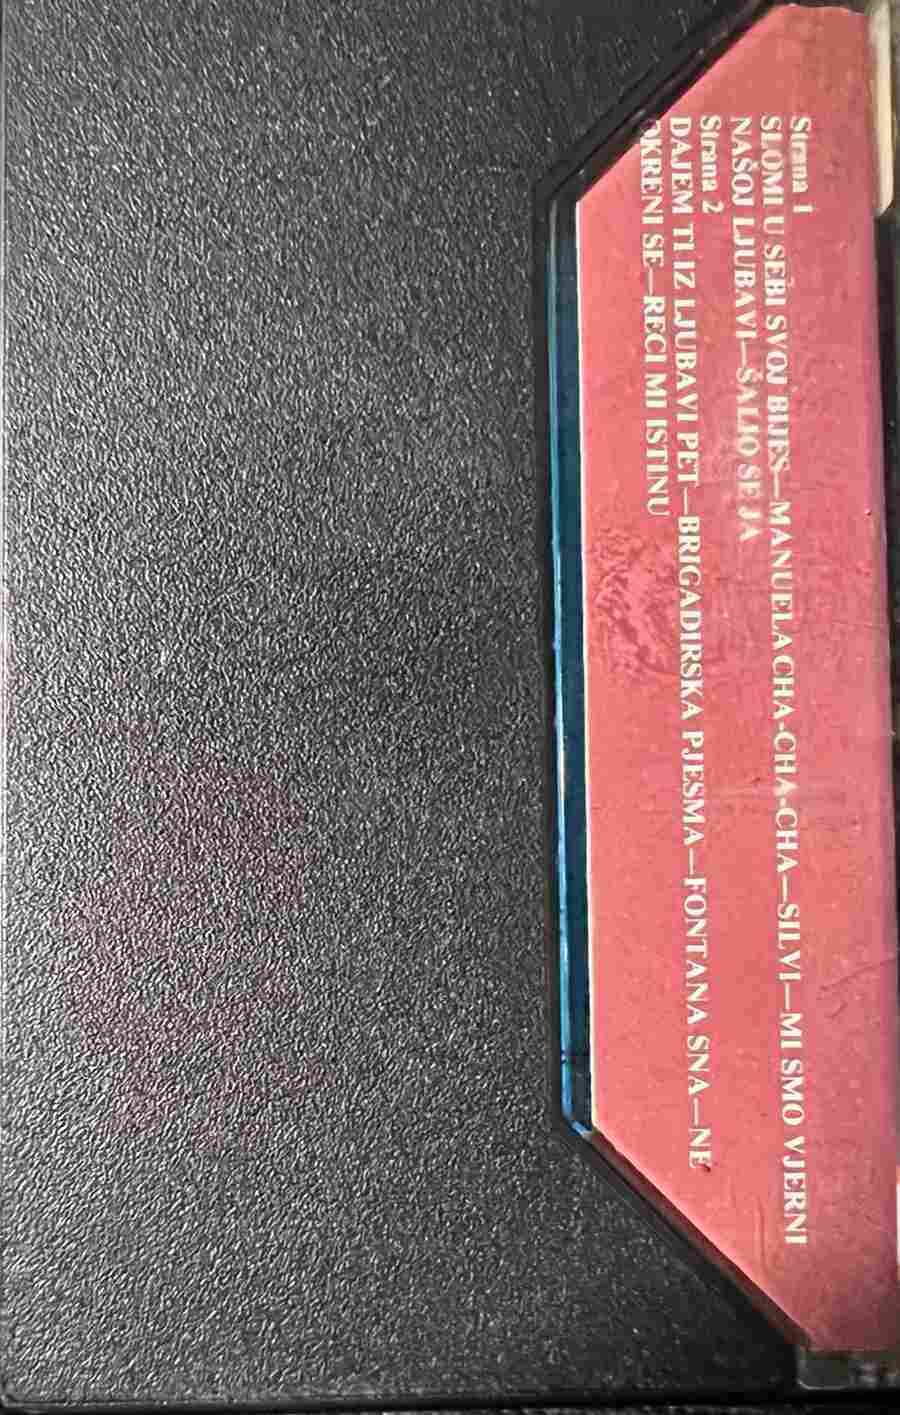 Strana 1
SLOMI U SEBI SVOJ BIJES—MANUELA CHA-CHA-CHA—SILVI—MI SMO VJERNI
NAŠOJ LJUBAVI—ŠALIO SE JA
Strana 2
DAJEM TI IZ LJUBAVI PET—BRIGADIRSKA PJESMA—FONTANA SNA—NE
OKRENI SE—RECI MI ISTINU